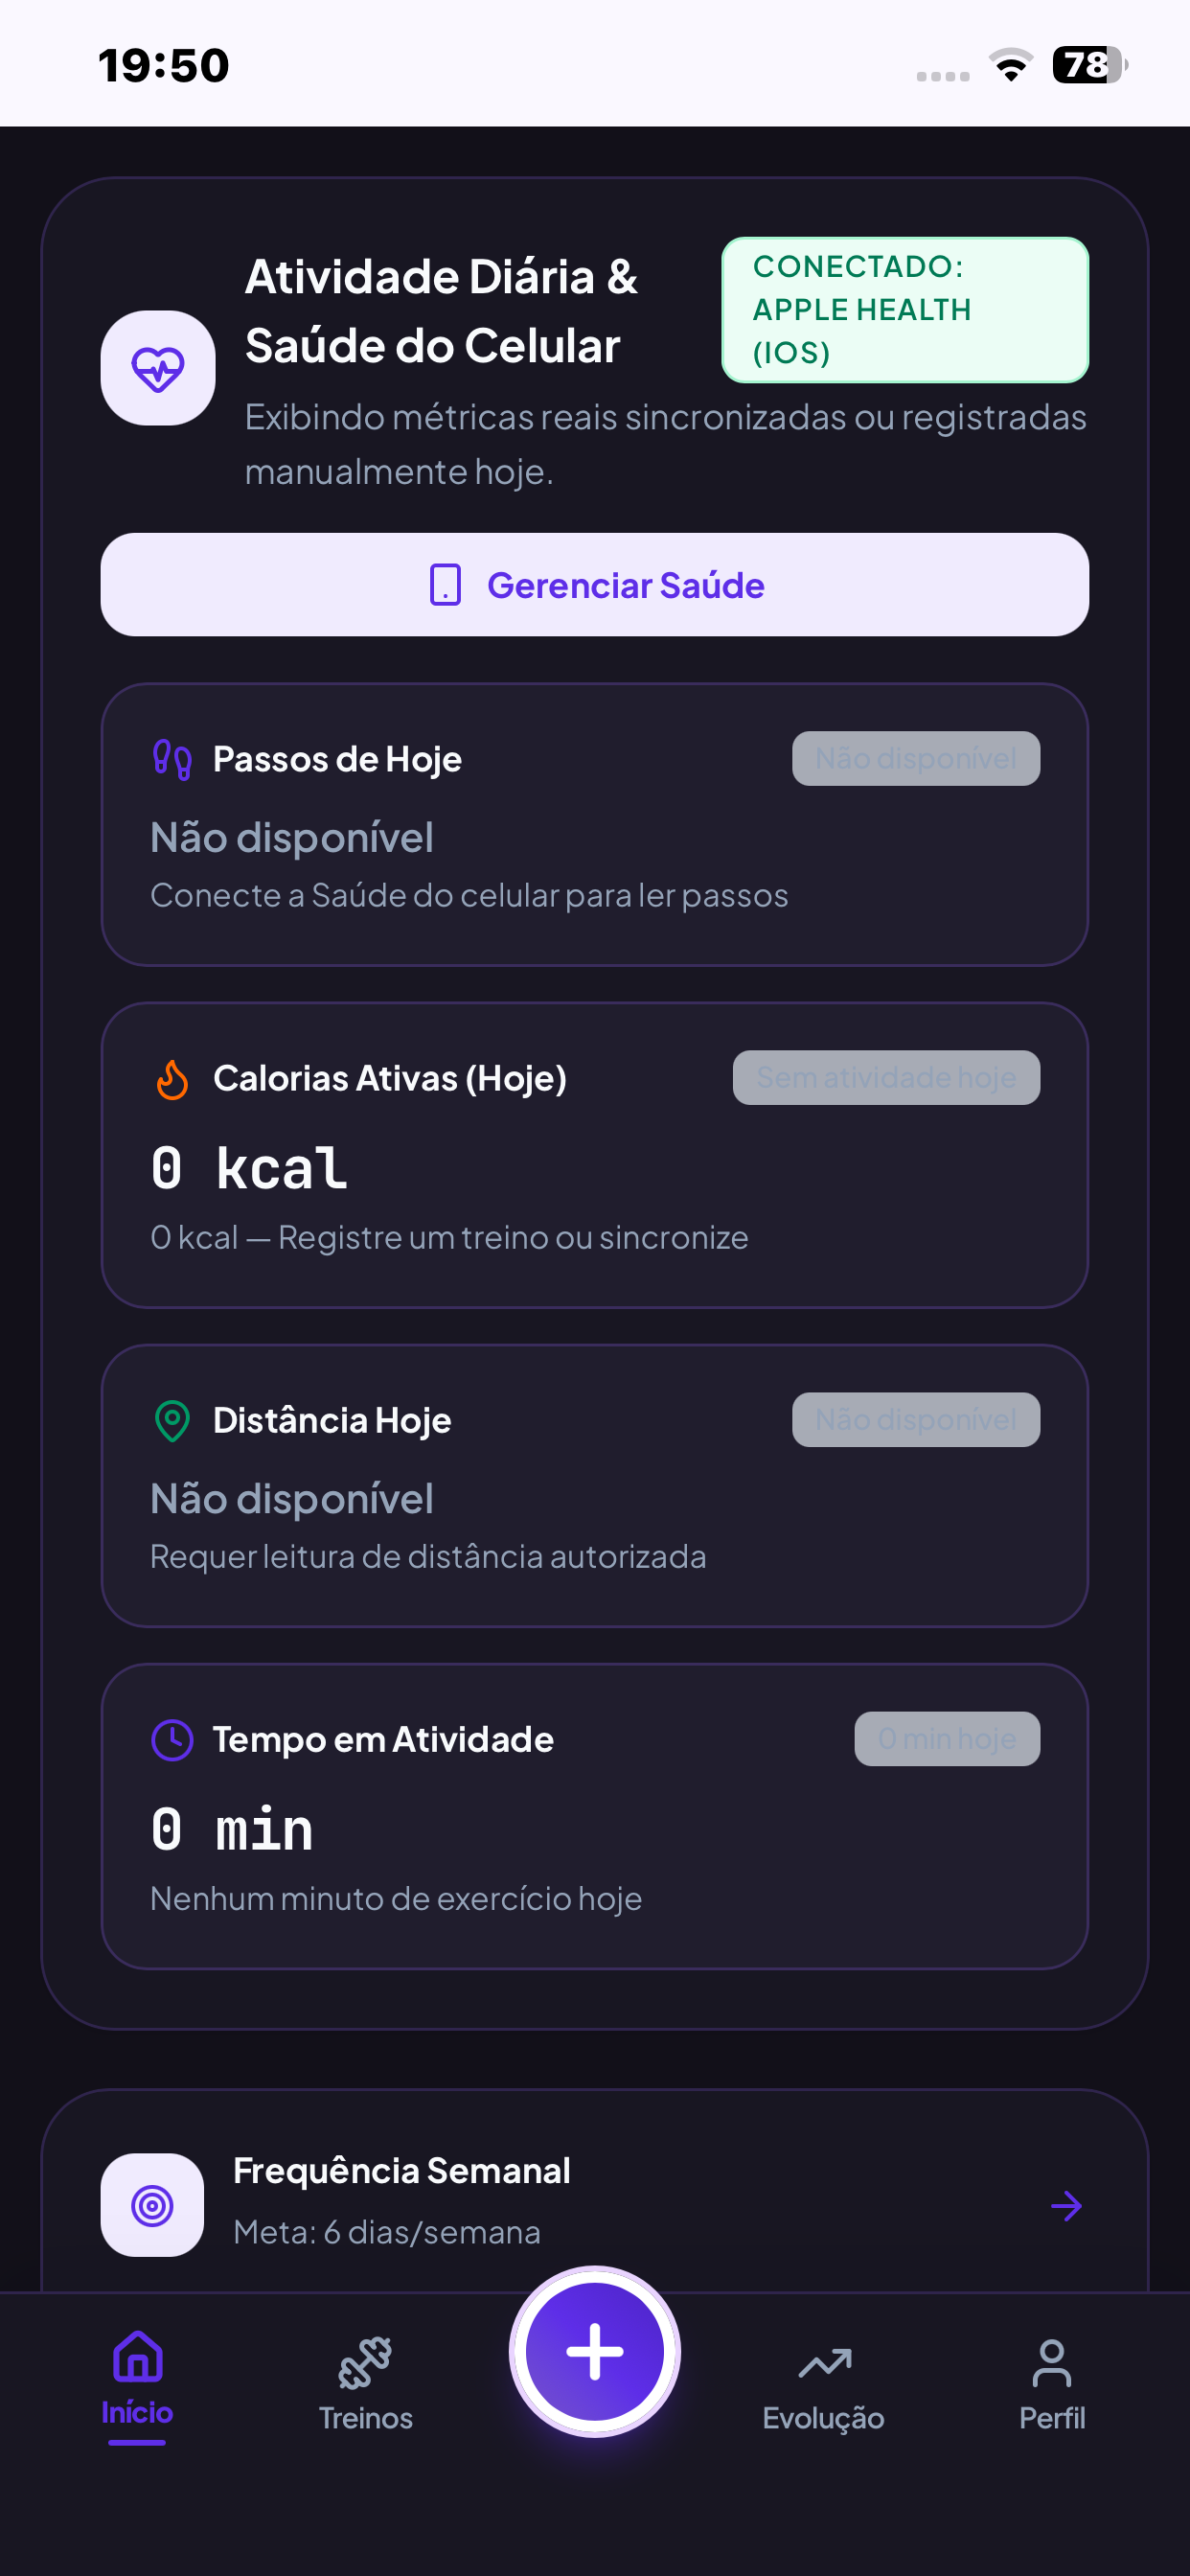 19:50
78
Atividade Diária &
Saúde do Celular
CONECTADO:
APPLE HEALTH
(IOS)
Exibindo métricas reais sincronizadas ou registradas
manualmente hoje.
Gerenciar Saúde
Passos de Hoje
Não disponível
Não disponível
Conecte a Saúde do celular para ler passos
Calorias Ativas (Hoje)
Sem atividade hoje
0 kcal
0 kcal — Registre um treino ou sincronize
Distância Hoje
Não disponível
Não disponível
Requer leitura de distância autorizada
Tempo em Atividade
0 min hoje
0 min
Nenhum minuto de exercício hoje
Frequência Semanal
Meta: 6 dias/semana
Início
Treinos
Evolução
Perfil